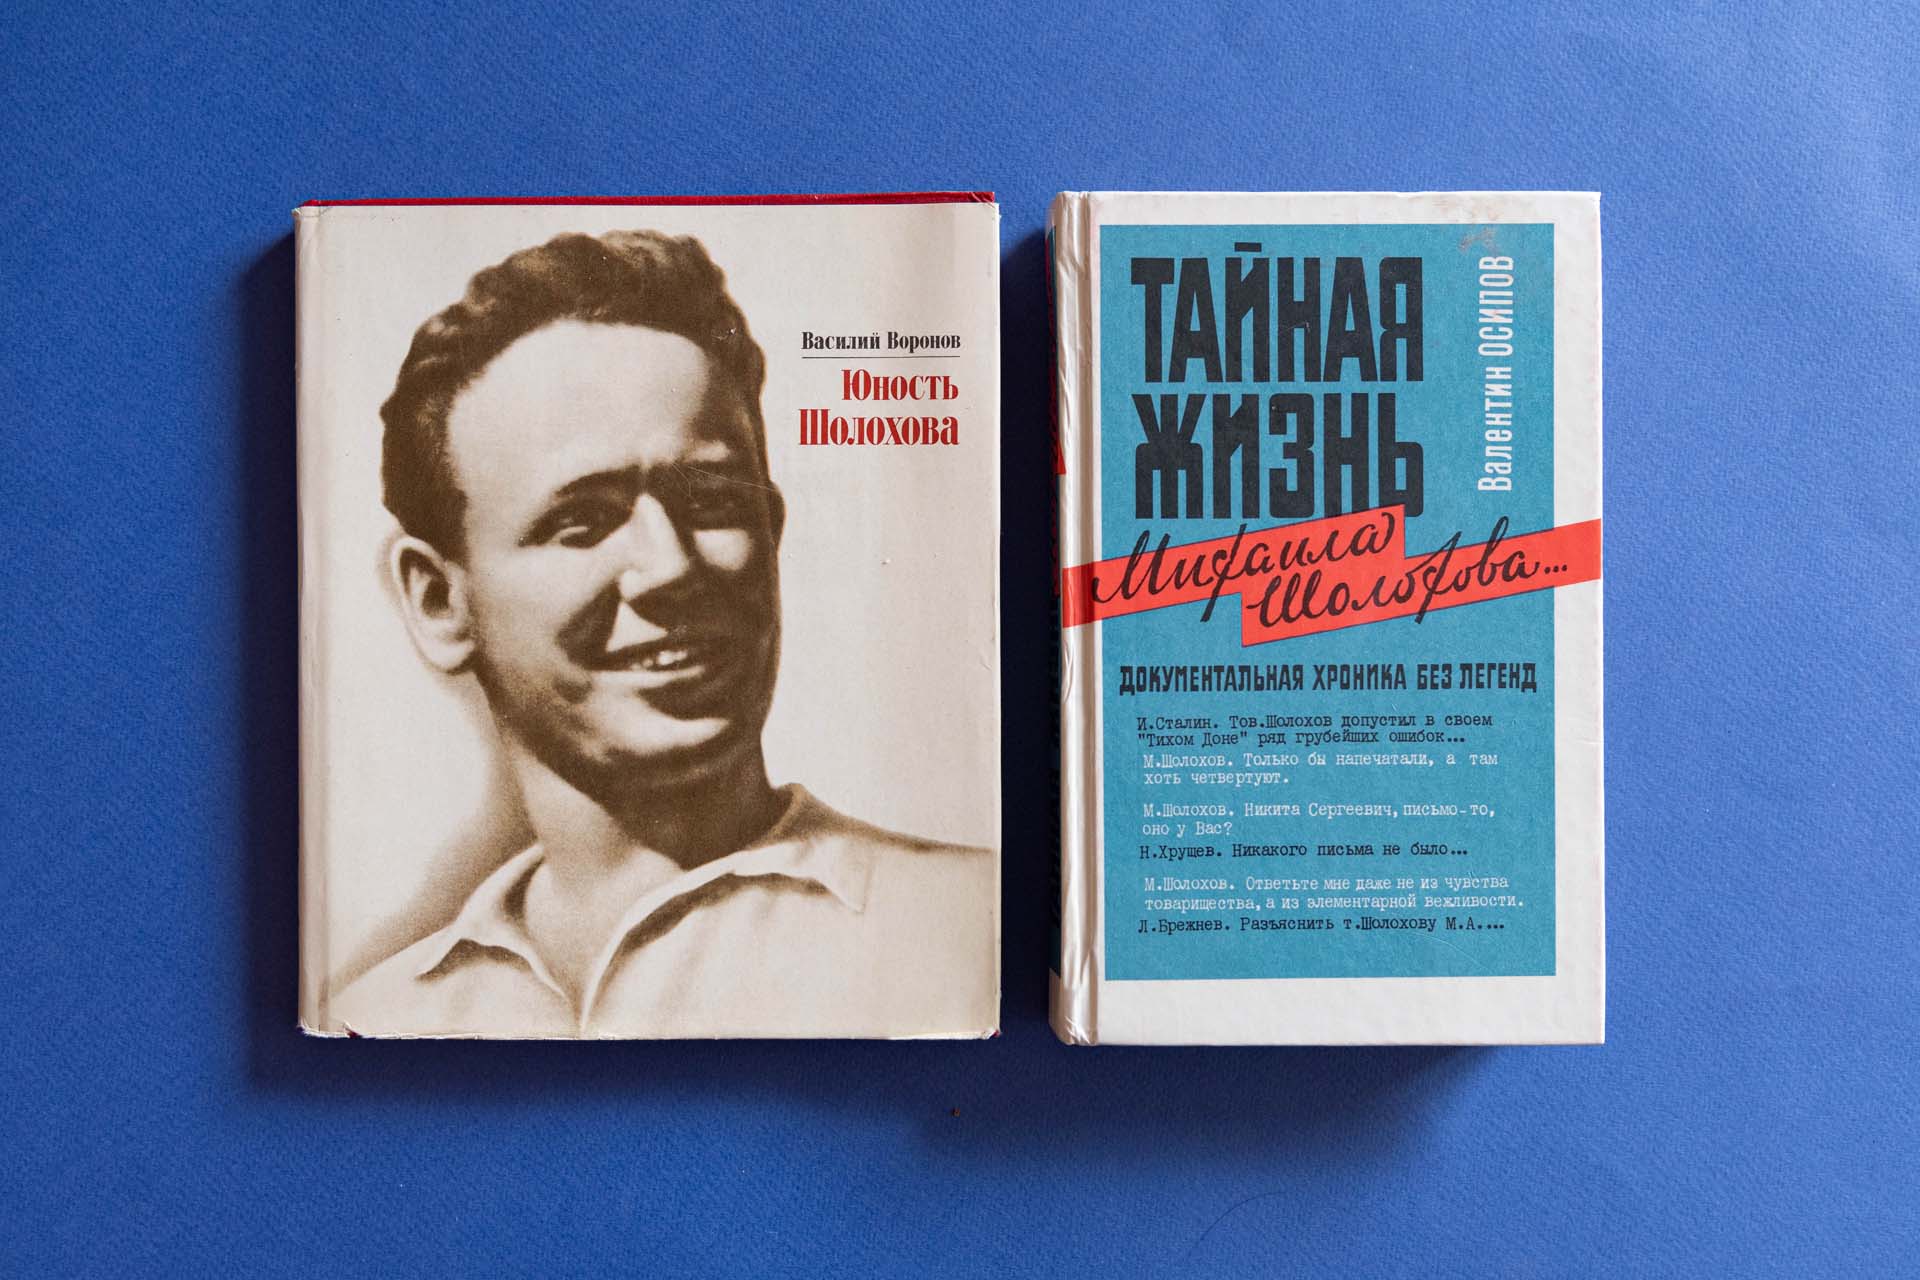 Василий Воронов
Юность
Шолохова
ТАЙНАЯ
ЖИЗНЬ
Михаила
Шолохова...
Валентин ОСИПОВ
ДОКУМЕНТАЛЬНАЯ ХРОНИКА БЕЗ ЛЕГЕНД
И.Сталин. Тов.Шолохов допустил в своем
"Тихом Доне" ряд грубейших ошибок...
М.Шолохов. Только бы напечатали, а там
хоть четвертуют.
М.Шолохов. Никита Сергеевич, письмо-то,
оно у Вас?
Н.Хрущев. Никакого письма не было...
М.Шолохов. Ответьте мне даже не из чувства
товарищества, а из элементарной вежливости.
Л.Брежнев. Разъяснить т.Шолохову М.А....